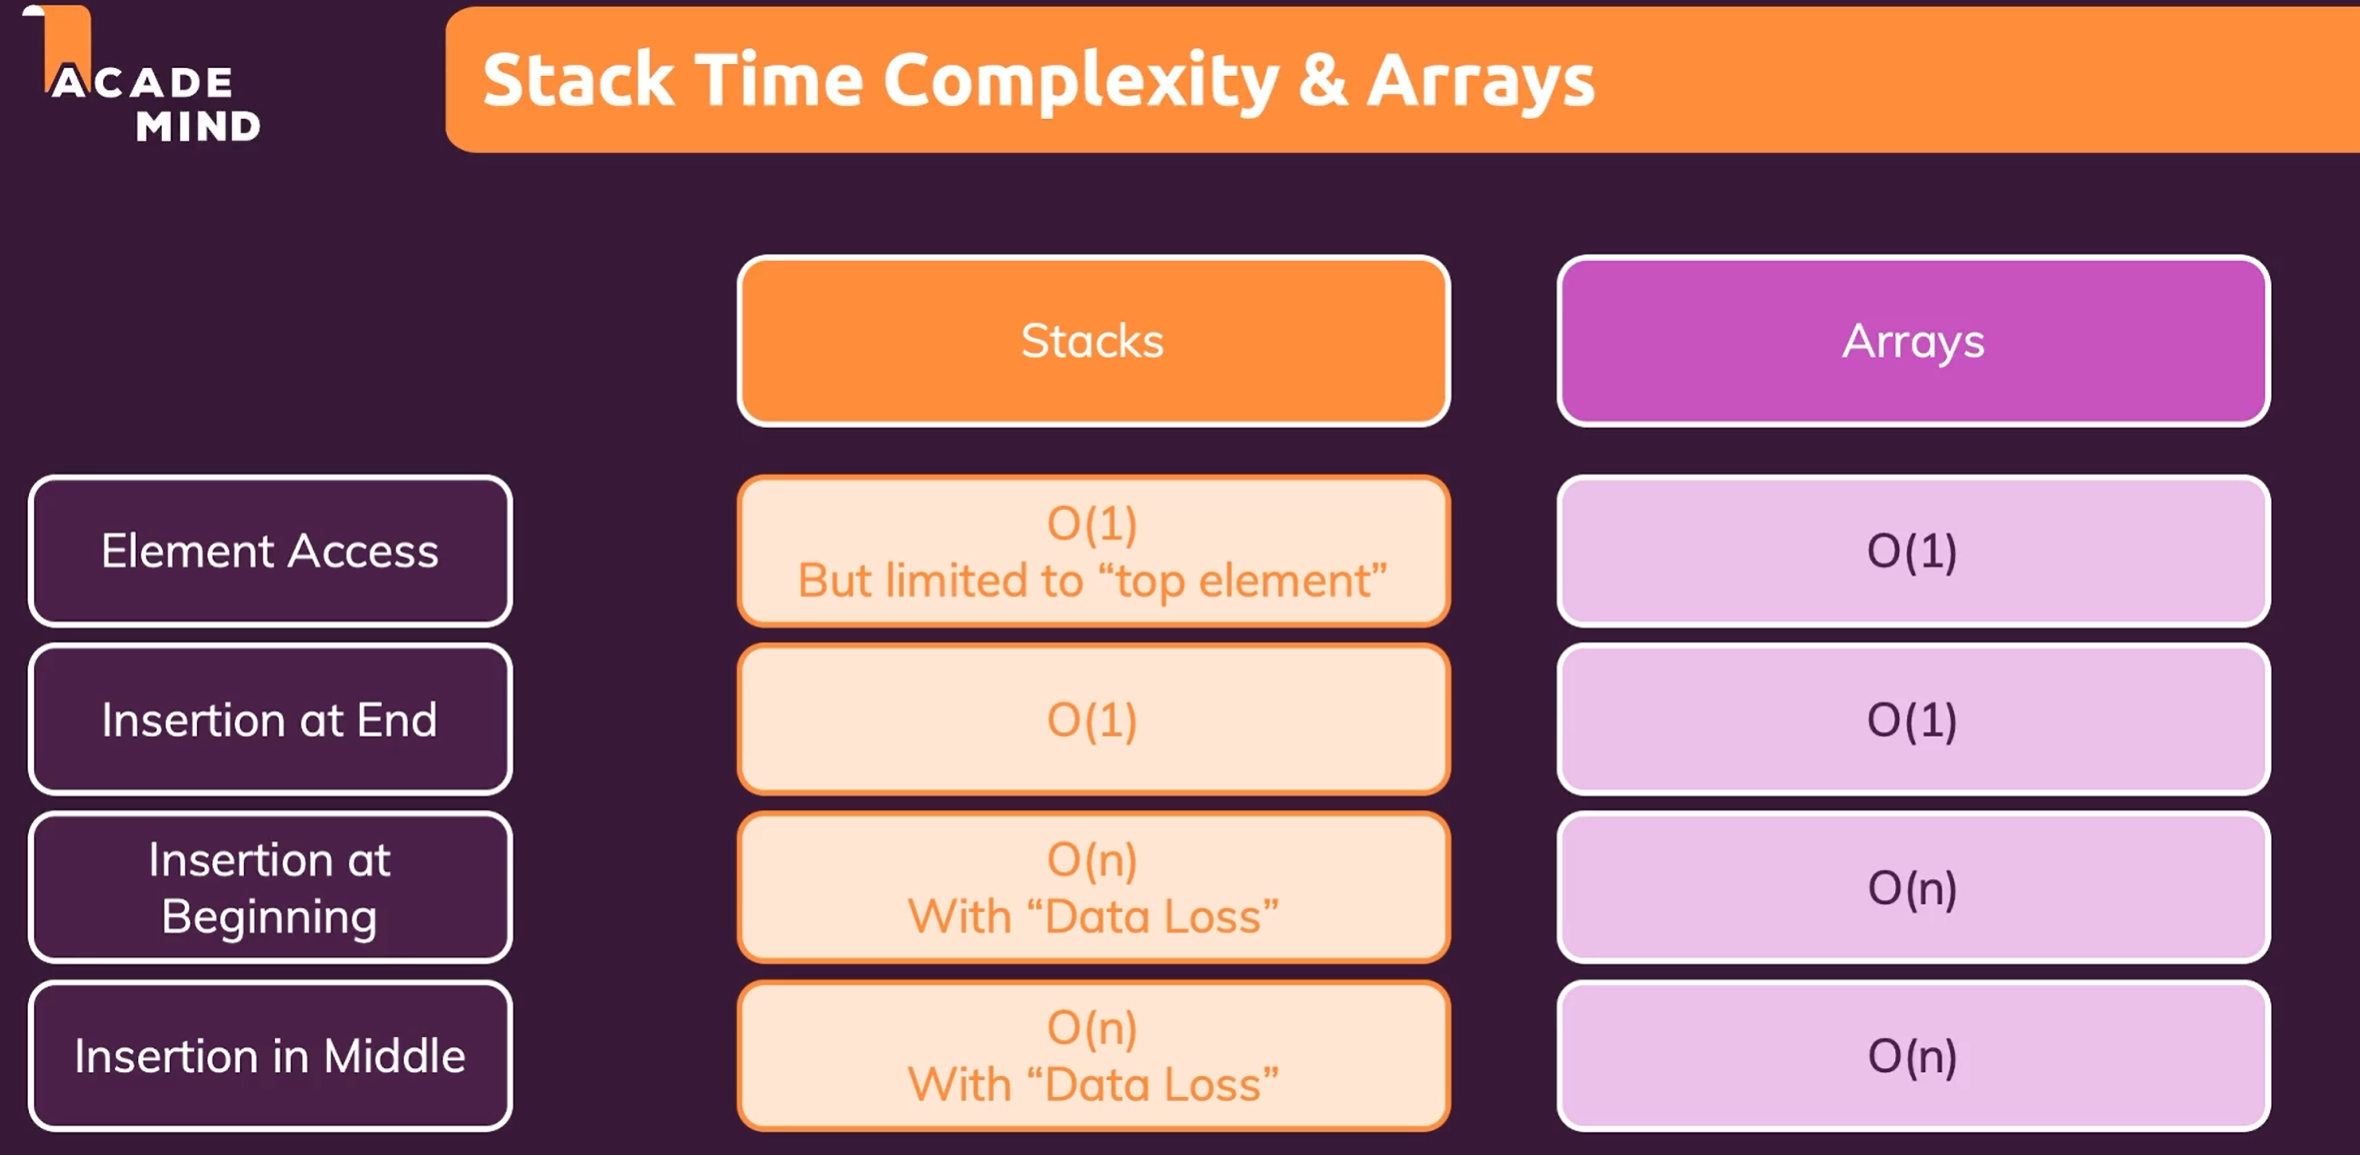 ACADE
MIND
Stack Time Complexity & Arrays
Stacks
Arrays
Element Access
O(1)
But limited to “top element”
O(1)
Insertion at End
O(1)
O(1)
Insertion at
Beginning
O(n)
With “Data Loss”
O(n)
Insertion in Middle
O(n)
With “Data Loss”
O(n)